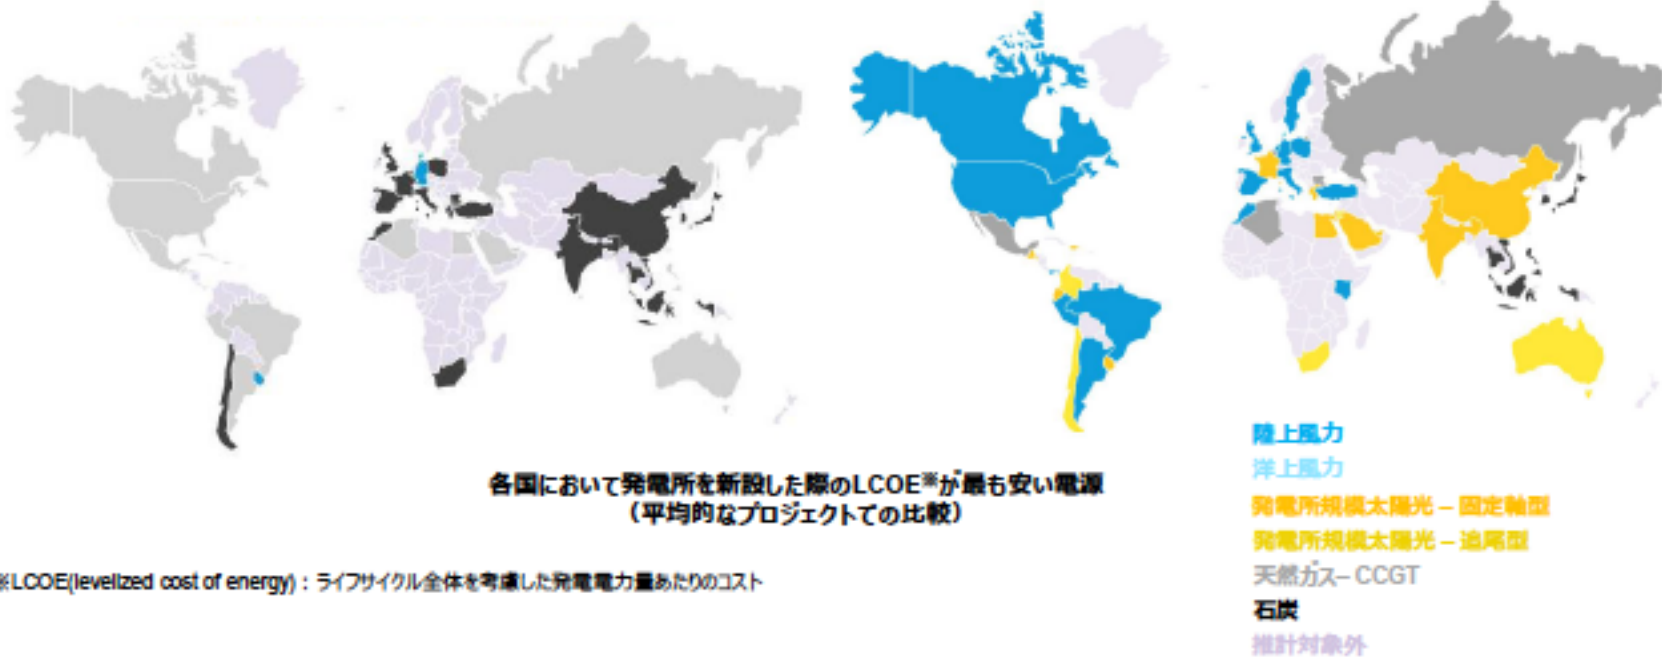 各国において発電所を新設した際のLCOE※が最も安い電源
（平均的なプロジェクトでの比較）
※LCOE(levelized cost of energy)：ライフサイクル全体を考慮した発電電力量あたりのコスト
陸上風力
洋上風力
発電所規模太陽光 – 固定軸型
発電所規模太陽光 – 追尾型
天然ガス– CCGT
石炭
推計対象外